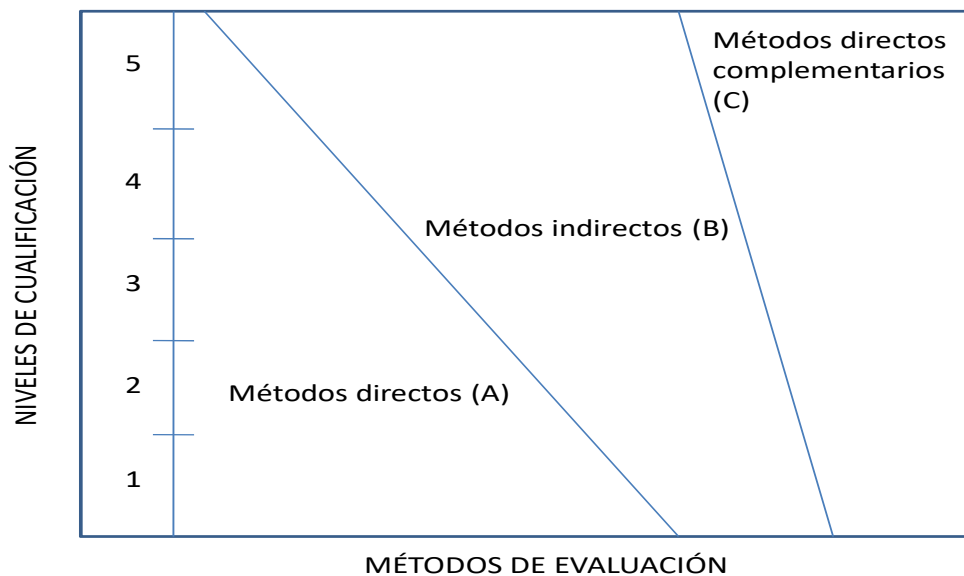 NIVELES DE CUALIFICACIÓN
5
4
3
2
1
Métodos directos
complementarios
(C)
Métodos indirectos (B)
Métodos directos (A)
MÉTODOS DE EVALUACIÓN